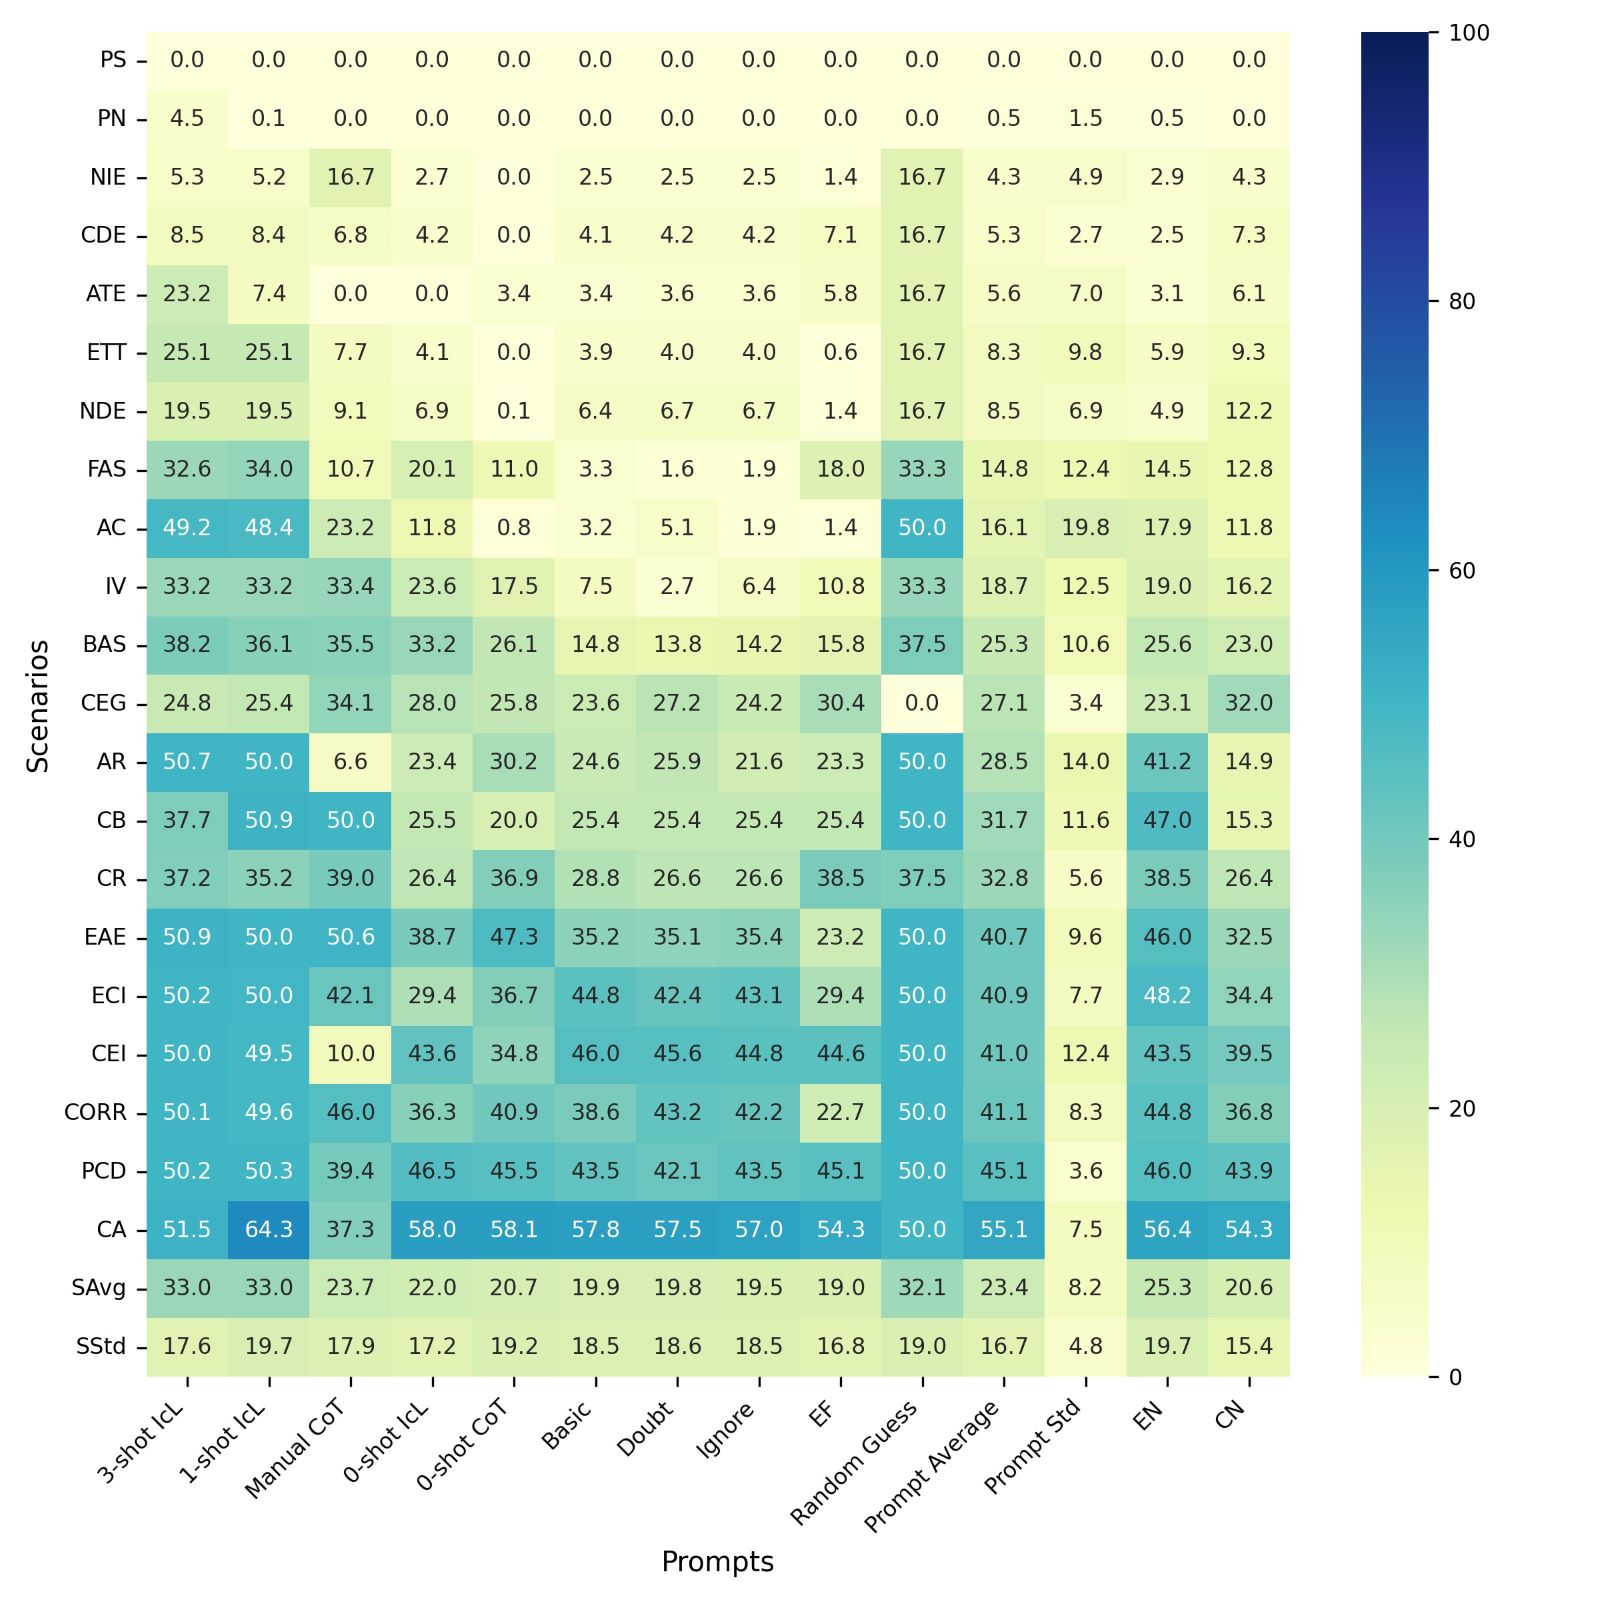 PS 0.0 0.0 0.0 0.0 0.0 0.0 0.0 0.0 0.0 0.0 0.0 0.0 0.0 0.0
PN 4.5 0.1 0.0 0.0 0.0 0.0 0.0 0.0 0.0 0.0 0.5 1.5 0.5 0.0
NIE 5.3 5.2 16.7 2.7 0.0 2.5 2.5 2.5 1.4 16.7 4.3 4.9 2.9 4.3
CDE 8.5 8.4 6.8 4.2 0.0 4.1 4.2 4.2 7.1 16.7 5.3 2.7 2.5 7.3
ATE 23.2 7.4 0.0 0.0 3.4 3.4 3.6 3.6 5.8 16.7 5.6 7.0 3.1 6.1
ETT 25.1 25.1 7.7 4.1 0.0 3.9 4.0 4.0 0.6 16.7 8.3 9.8 5.9 9.3
NDE 19.5 19.5 9.1 6.9 0.1 6.4 6.7 6.7 1.4 16.7 8.5 6.9 4.9 12.2
FAS 32.6 34.0 10.7 20.1 11.0 3.3 1.6 1.9 18.0 33.3 14.8 12.4 14.5 12.8
AC 49.2 48.4 23.2 11.8 0.8 3.2 5.1 1.9 1.4 50.0 16.1 19.8 17.9 11.8
IV 33.2 33.2 33.4 23.6 17.5 7.5 2.7 6.4 10.8 33.3 18.7 12.5 19.0 16.2
BAS 38.2 36.1 35.5 33.2 26.1 14.8 13.8 14.2 15.8 37.5 25.3 10.6 25.6 23.0
CEG 24.8 25.4 34.1 28.0 25.8 23.6 27.2 24.2 30.4 0.0 27.1 3.4 23.1 32.0
AR 50.7 50.0 6.6 23.4 30.2 24.6 25.9 21.6 23.3 50.0 28.5 14.0 41.2 14.9
CB 37.7 50.9 50.0 25.5 20.0 25.4 25.4 25.4 25.4 50.0 31.7 11.6 47.0 15.3
CR 37.2 35.2 39.0 26.4 36.9 28.8 26.6 26.6 38.5 37.5 32.8 5.6 38.5 26.4
EAE 50.9 50.0 50.6 38.7 47.3 35.2 35.1 35.4 23.2 50.0 40.7 9.6 46.0 32.5
ECI 50.2 50.0 42.1 29.4 36.7 44.8 42.4 43.1 29.4 50.0 40.9 7.7 48.2 34.4
CEI 50.0 49.5 10.0 43.6 34.8 46.0 45.6 44.8 44.6 50.0 41.0 12.4 43.5 39.5
CORR 50.1 49.6 46.0 36.3 40.9 38.6 43.2 42.2 22.7 50.0 41.1 8.3 44.8 36.8
PCD 50.2 50.3 39.4 46.5 45.5 43.5 42.1 43.5 45.1 50.0 45.1 3.6 46.0 43.9
CA 51.5 64.3 37.3 58.0 58.1 57.8 57.5 57.0 54.3 50.0 55.1 7.5 56.4 54.3
SAvg 33.0 33.0 23.7 22.0 20.7 19.9 19.8 19.5 19.0 32.1 23.4 8.2 25.3 20.6
SStd 17.6 19.7 17.9 17.2 19.2 18.5 18.6 18.5 16.8 19.0 16.7 4.8 19.7 15.4
3-shot IcL
1-shot IcL
Manual CoT
0-shot IcL
0-shot CoT
Basic
Doubt
Ignore
EF
Random Guess
Prompt Average
Prompt Std
EN
CN
Prompts
Scenarios
100
80
60
40
20
0